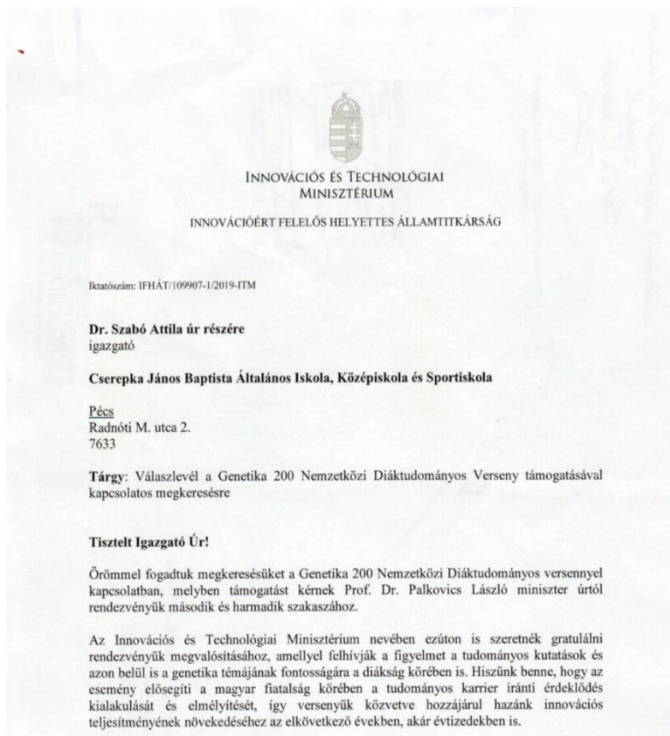 INNOVÁCIÓS ÉS TECHNOLÓGIAI
MINISZTÉRIUM
INNOVÁCIÓÉRT FELELŐS HELYETTES ÁLLAMTITKÁRSÁG
Iktatószám: IFHÁT/109907-1/2019-ITM
Dr. Szabó Attila úr részére
igazgató
Cserepka János Baptista Általános Iskola, Középiskola és Sportiskola
Pécs
Radnóti M. utca 2.
7633
Tárgy: Válaszlevél a Genetika 200 Nemzetközi Diáktudományos Verseny támogatásával
kapcsolatos megkeresésre
Tisztelt Igazgató Úr!
Örömmel fogadtuk megkeresésüket a Genetika 200 Nemzetközi Diáktudományos versennyel
kapcsolatban, melyben támogatást kérnek Prof. Dr. Palkovics László miniszter úrtól
rendezvényük második és harmadik szakaszához.
Az Innovációs és Technológiai Minisztérium nevében ezúton is szeretnék gratulálni
rendezvényük megvalósításához, amellyel felhívják a figyelmet a tudományos kutatások és
azon belül is a genetika témájának fontosságára a diákság körében is. Hiszünk benne, hogy az
esemény elősegíti a magyar fiatalság körében a tudományos karrier iránti érdeklődés
kialakulását és elmélyítését, így versenyük közvetve hozzájárul hazánk innovációs
teljesítményének növekedéséhez az elkövetkező években, akár évtizedekben is.